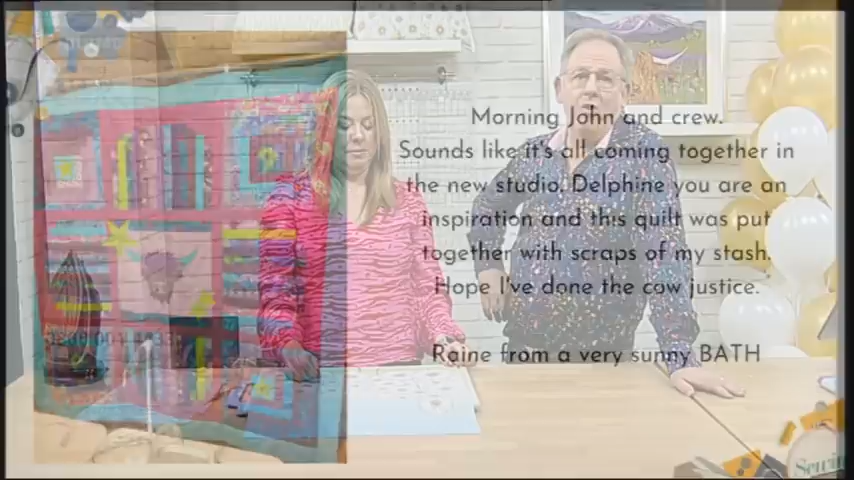 Morning John and crew.
Sounds like it's all coming together in
the new studio. Delphine you are an
inspiration and this quilt was put
together with scraps of my stash.
Hope I've done the cow justice.
Raine from a very sunny BATH